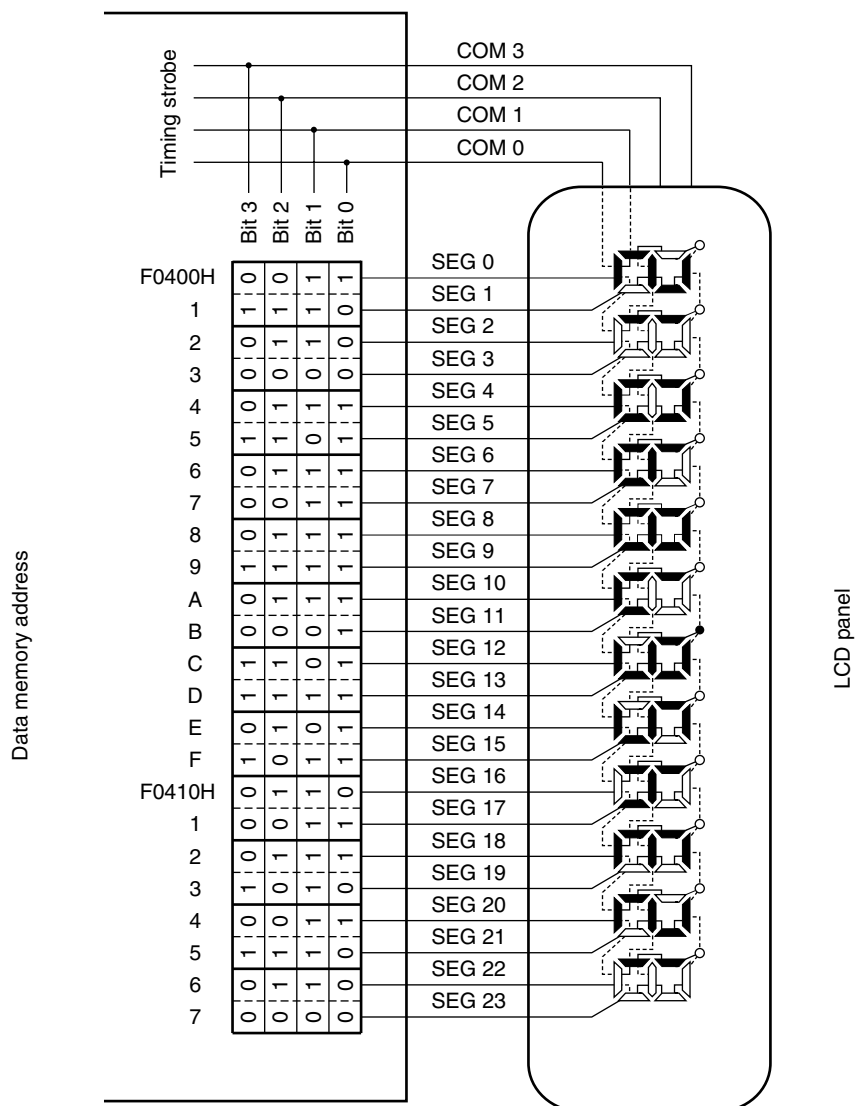 COM 3
COM 2
COM 1
COM 0
Timing strobe
Bit 3 Bit 2 Bit 1 Bit 0
F0400H 0 0 1 1 SEG 0
1 1 1 1 0 SEG 1
2 0 1 1 0 SEG 2
3 0 0 0 0 SEG 3
4 0 1 1 1 SEG 4
5 1 1 0 1 SEG 5
6 0 1 1 1 SEG 6
7 0 0 1 1 SEG 7
8 0 1 1 1 SEG 8
9 1 1 1 1 SEG 9
A 0 1 1 1 SEG 10
B 0 0 0 1 SEG 11
C 1 1 0 1 SEG 12
D 1 1 1 1 SEG 13
E 0 1 0 1 SEG 14
F 1 0 1 1 SEG 15
F0410H 0 1 1 0 SEG 16
1 0 0 1 1 SEG 17
2 0 1 1 1 SEG 18
3 1 0 1 0 SEG 19
4 0 0 1 1 SEG 20
5 1 1 1 0 SEG 21
6 0 1 1 0 SEG 22
7 0 0 0 0 SEG 23
Data memory address
LCD panel